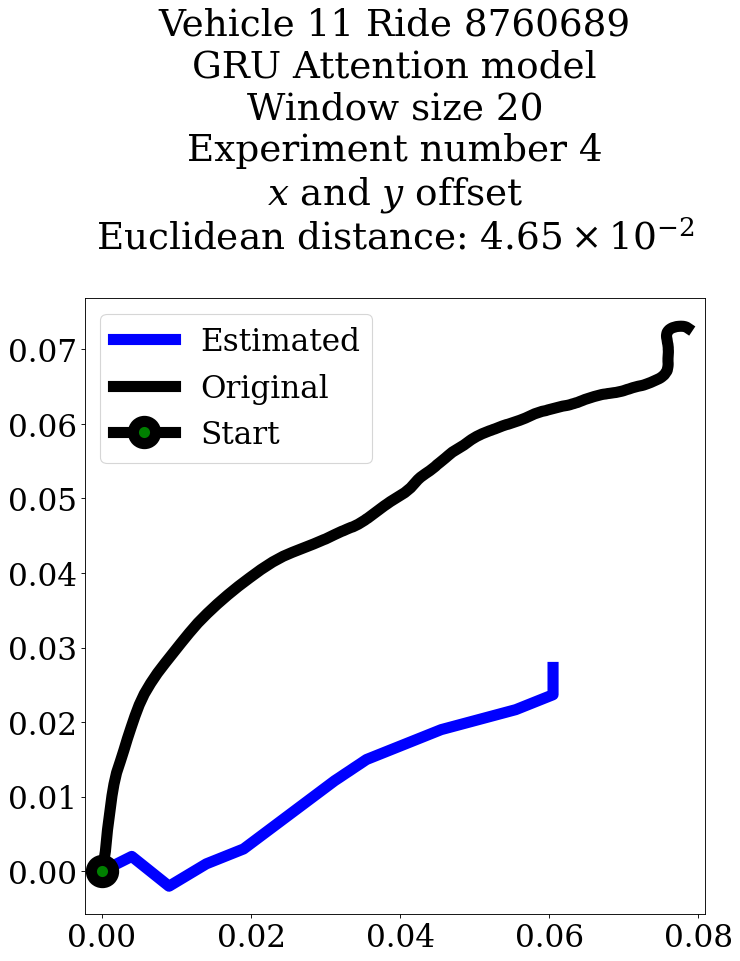 Vehicle 11 Ride 8760689
GRU Attention model
Window size 20
Experiment number 4
x and y offset
Euclidean distance: 4.65 × 10⁻²
Estimated
Original
Start
0.07
0.06
0.05
0.04
0.03
0.02
0.01
0.00
0.00 0.02 0.04 0.06 0.08